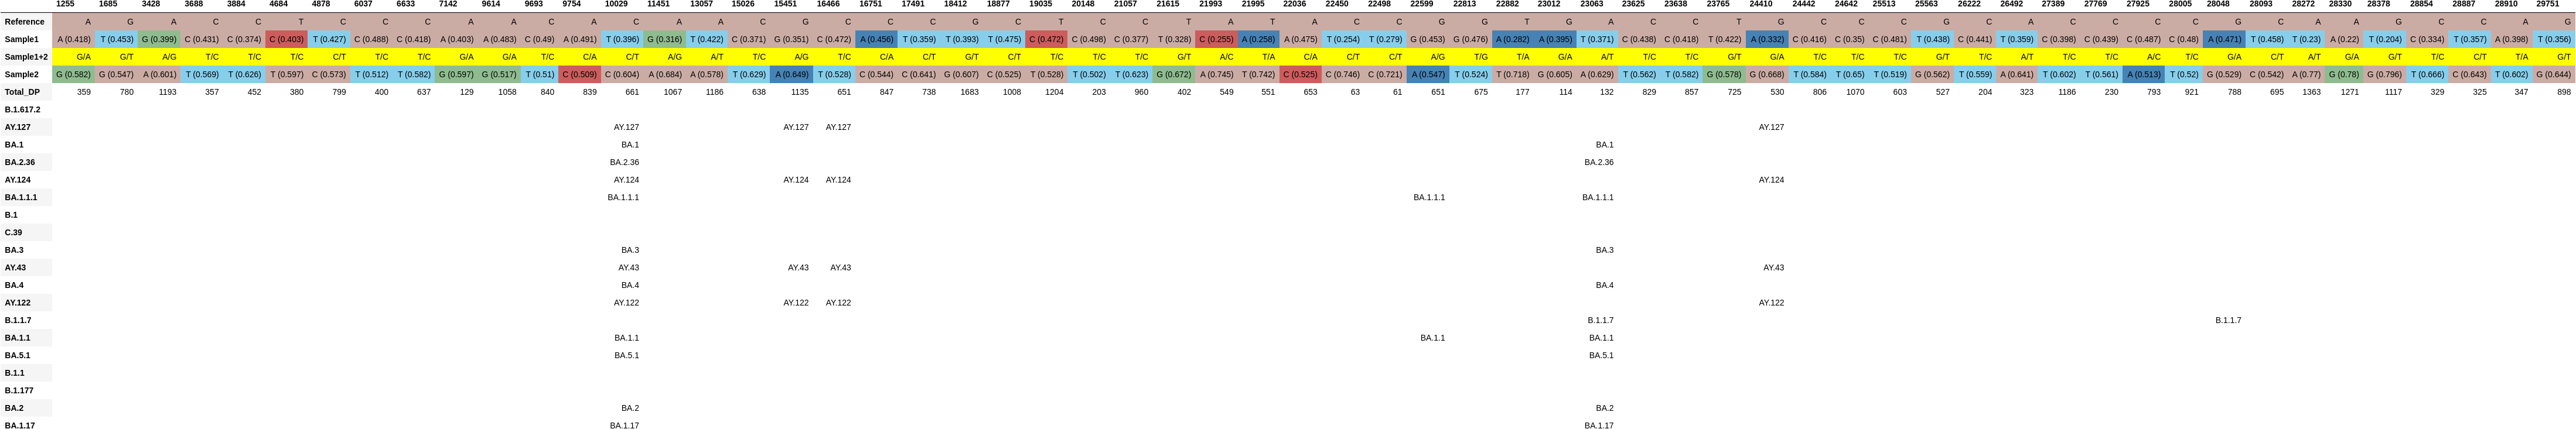 1255 1685 3428 3688 3884 4684 4878 6037 6633 7142 9614 9693 9754 10029 11451 13057 15026 15451 16466 16751 17491 18412 18877 19035 20148 21057 21615 21993 21995 22036 22450 22498 22599 22813 22882 23012 23063 23625 23638 23765 24410 24442 24642 25513 25563 26222 26492 27389 27769 27925 28005 28048 28093 28272 28330 28378 28854 28887 28910 29751
Reference A G A C C T C C C A A C A C A A C G C C C G C T C C T A T A C C G G T G A C C T G C C C G C A C C C C G C A A G C C A G
Sample1 A (0.418) T (0.453) G (0.399) C (0.431) C (0.374) C (0.403) T (0.427) C (0.488) C (0.418) A (0.403) A (0.483) C (0.49) A (0.491) T (0.396) G (0.316) T (0.422) C (0.371) G (0.351) C (0.472) A (0.456) T (0.359) T (0.393) T (0.475) C (0.472) C (0.498) C (0.377) T (0.328) C (0.255) A (0.258) A (0.475) T (0.254) T (0.279) G (0.453) G (0.476) A (0.282) A (0.395) T (0.371) C (0.438) C (0.418) T (0.422) A (0.332) C (0.416) C (0.35) C (0.481) T (0.438) C (0.441) T (0.359) C (0.398) C (0.439) C (0.487) C (0.48) A (0.471) T (0.458) T (0.23) A (0.22) T (0.204) C (0.334) T (0.357) A (0.398) T (0.356)
Sample1+2 G/A G/T A/G T/C T/C T/C C/T T/C T/C G/A G/A T/C C/A C/T A/G A/T T/C A/G T/C C/A C/T G/T C/T T/C T/C T/C G/T A/C T/A C/A C/T C/T A/G T/G T/A G/A A/T T/C T/C G/T G/A T/C T/C T/C G/T T/C A/T T/C T/C A/C T/C G/A C/T A/T G/A G/T T/C C/T T/A G/T
Sample2 G (0.582) G (0.547) A (0.601) T (0.569) T (0.626) T (0.597) C (0.573) T (0.512) T (0.582) G (0.597) G (0.517) T (0.51) C (0.509) C (0.604) A (0.684) A (0.578) T (0.629) A (0.649) T (0.528) C (0.544) C (0.641) G (0.607) C (0.525) T (0.528) T (0.502) T (0.623) G (0.672) A (0.745) T (0.742) C (0.525) C (0.746) C (0.721) A (0.547) T (0.524) T (0.718) G (0.605) A (0.629) T (0.562) T (0.582) G (0.578) G (0.668) T (0.584) T (0.65) T (0.519) G (0.562) T (0.559) A (0.641) T (0.602) T (0.561) A (0.513) T (0.52) G (0.529) C (0.542) A (0.77) G (0.78) G (0.796) T (0.666) C (0.643) T (0.602) G (0.644)
Total_DP 359 780 1193 357 452 380 799 400 637 129 1058 840 839 661 1067 1186 638 1135 651 847 738 1683 1008 1204 203 960 402 549 551 653 63 61 651 675 177 114 132 829 857 725 530 806 1070 603 527 204 323 1186 230 793 921 788 695 1363 1271 1117 329 325 347 898
B.1.617.2
AY.127 AY.127 AY.127 AY.127 AY.127
BA.1 BA.1 BA.1
BA.2.36 BA.2.36 BA.2.36
AY.124 AY.124 AY.124 AY.124 AY.124
BA.1.1.1 BA.1.1.1 BA.1.1.1 BA.1.1.1
B.1
C.39
BA.3 BA.3 BA.3
AY.43 AY.43 AY.43 AY.43 AY.43
BA.4 BA.4 BA.4
AY.122 AY.122 AY.122 AY.122 AY.122
B.1.1.7 B.1.1.7 B.1.1.7
BA.1.1 BA.1.1 BA.1.1 BA.1.1
BA.5.1 BA.5.1 BA.5.1
B.1.1
B.1.177
BA.2 BA.2 BA.2
BA.1.17 BA.1.17 BA.1.17